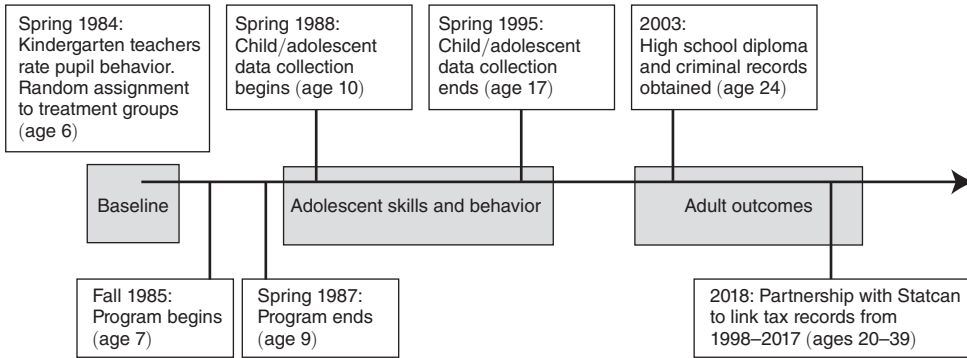 Spring 1984:
Kindergarten teachers
rate pupil behavior.
Random assignment
to treatment groups
(age 6)
Spring 1988:
Child/adolescent
data collection
begins (age 10)
Spring 1995:
Child/adolescent
data collection
ends (age 17)
2003:
High school diploma
and criminal records
obtained (age 24)
Baseline
Adolescent skills and behavior
Adult outcomes
Fall 1985:
Program begins
(age 7)
Spring 1987:
Program ends
(age 9)
2018: Partnership with Statcan
to link tax records from
1998–2017 (ages 20–39)